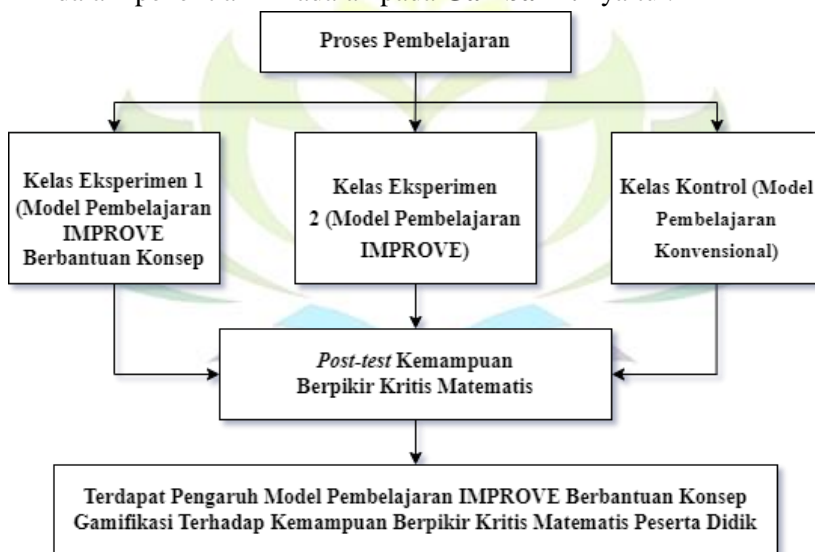 Proses Pembelajaran
Kelas Eksperimen 1
(Model Pembelajaran
IMPROVE
Berbantuan Konsep
Kelas Eksperimen
2 (Model Pembelajaran
IMPROVE)
Kelas Kontrol (Model
Pembelajaran
Konvensional)
Post-test Kemampuan
Berpikir Kritis Matematis
Terdapat Pengaruh Model Pembelajaran IMPROVE Berbantuan Konsep
Gamifikasi Terhadap Kemampuan Berpikir Kritis Matematis Peserta Didik